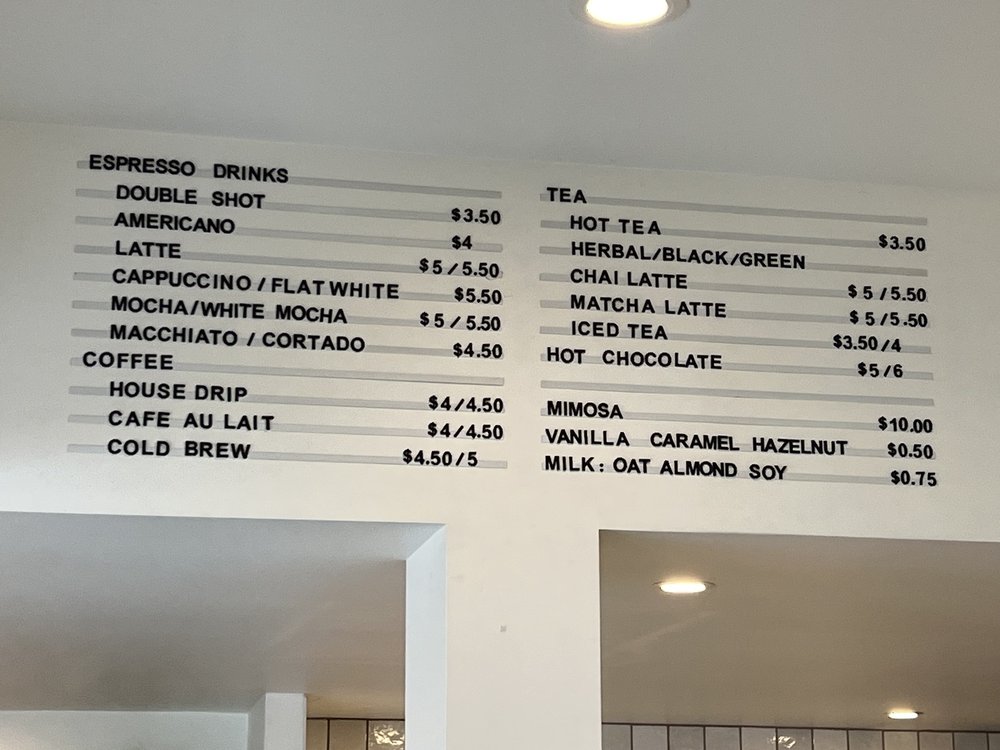 ESPRESSO DRINKS
DOUBLE SHOT $3.50
AMERICANO $4
LATTE $5/5.50
CAPPUCCINO/FLAT WHITE $5.50
MOCHA/WHITE MOCHA $5/5.50
MACCHIATO/CORTADO $4.50
COFFEE
HOUSE DRIP $4/4.50
CAFE AU LAIT $4/4.50
COLD BREW $4.50/5
TEA
HOT TEA $3.50
HERBAL/BLACK/GREEN
CHAI LATTE $5/5.50
MATCHA LATTE $5/5.50
ICED TEA $3.50/4
HOT CHOCOLATE $5/6
MIMOSA $10.00
VANILLA CARAMEL HAZELNUT $0.50
MILK: OAT ALMOND SOY $0.75